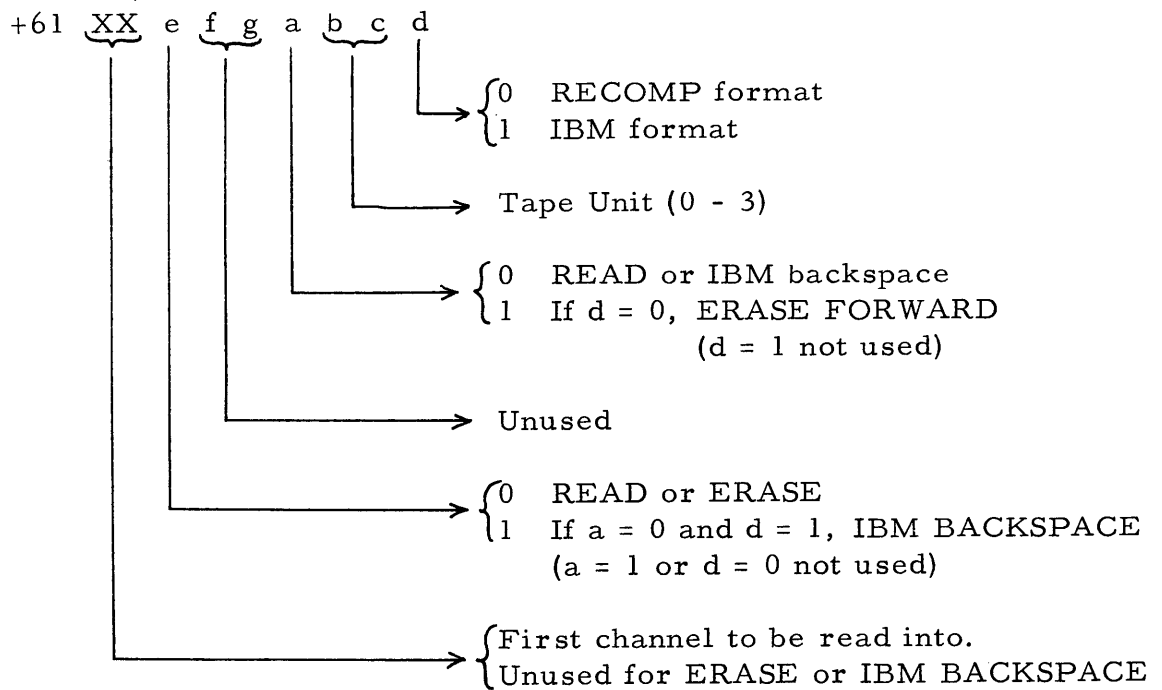 +61 XX e f g a b c d
0 RECOMP format
1 IBM format
Tape Unit (0 - 3)
0 READ or IBM backspace
1 If d = 0, ERASE FORWARD
(d = 1 not used)
Unused
0 READ or ERASE
1 If a = 0 and d = 1, IBM BACKSPACE
(a = 1 or d = 0 not used)
First channel to be read into.
Unused for ERASE or IBM BACKSPACE